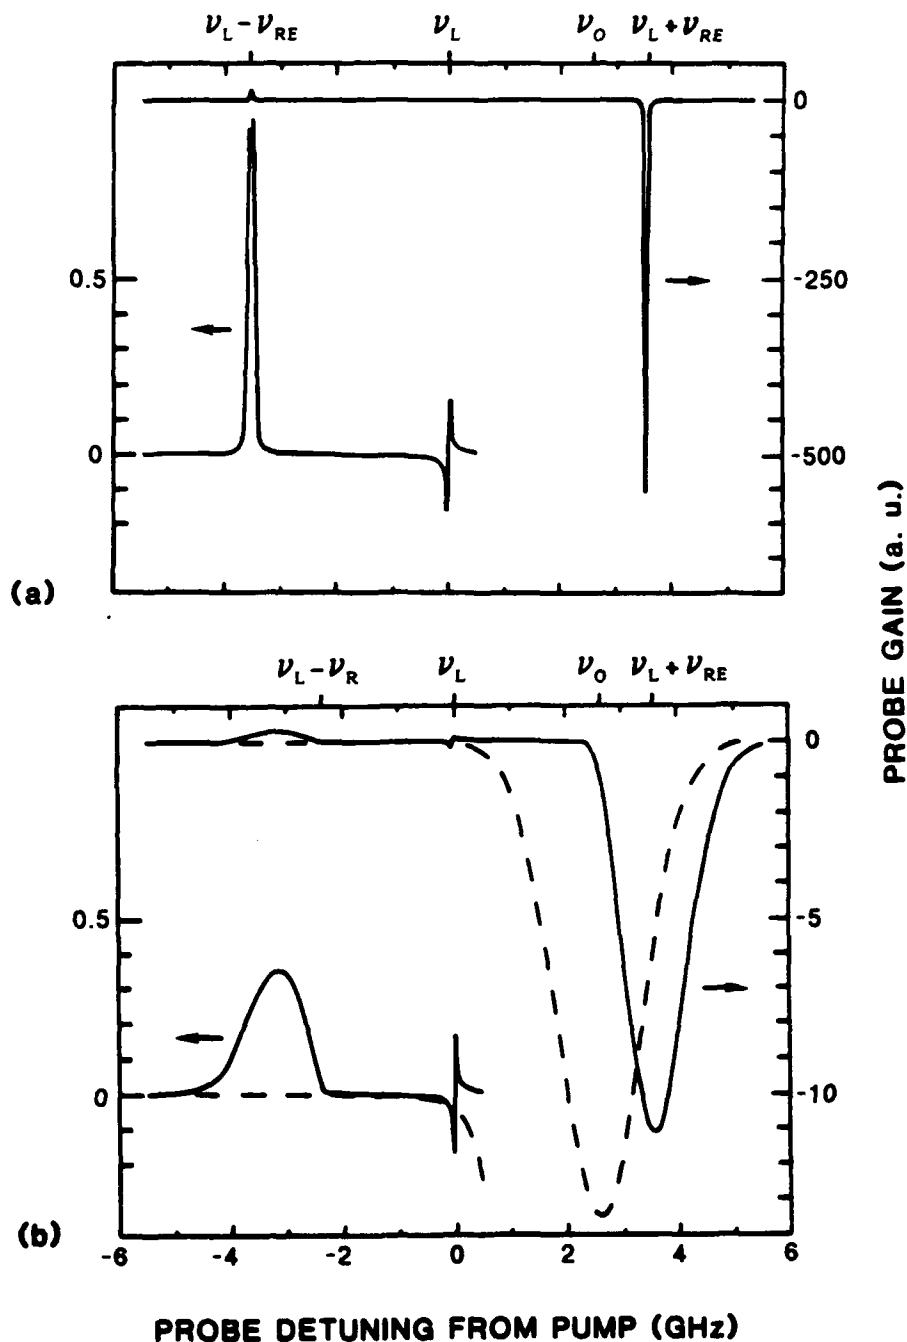 ν_L − ν_RE ν_L ν_O ν_L + ν_RE
0
0.5
-250
0
-500
(a)
PROBE GAIN (a. u.)
ν_L − ν_R ν_L ν_O ν_L + ν_RE
0
0.5
-5
0
-10
(b)
-6 -4 -2 0 2 4 6
PROBE DETUNING FROM PUMP (GHz)